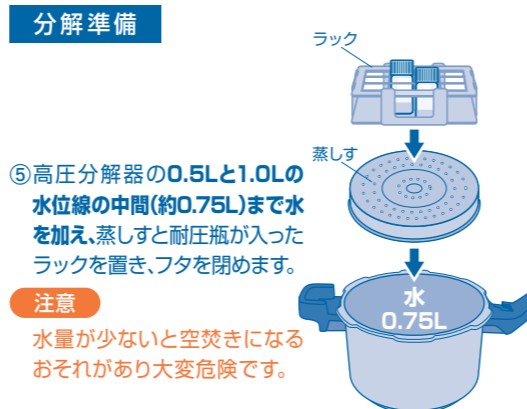 分解準備
ラック
蒸しす
⑤高圧分解器の0.5Lと1.0Lの
水位線の中間(約0.75L)まで水
を加え、蒸しすと耐圧瓶が入った
ラックを置き、フタを閉めます。
注意
水量が少ないと空焚きになる
おそれがあり大変危険です。
水
0.75L